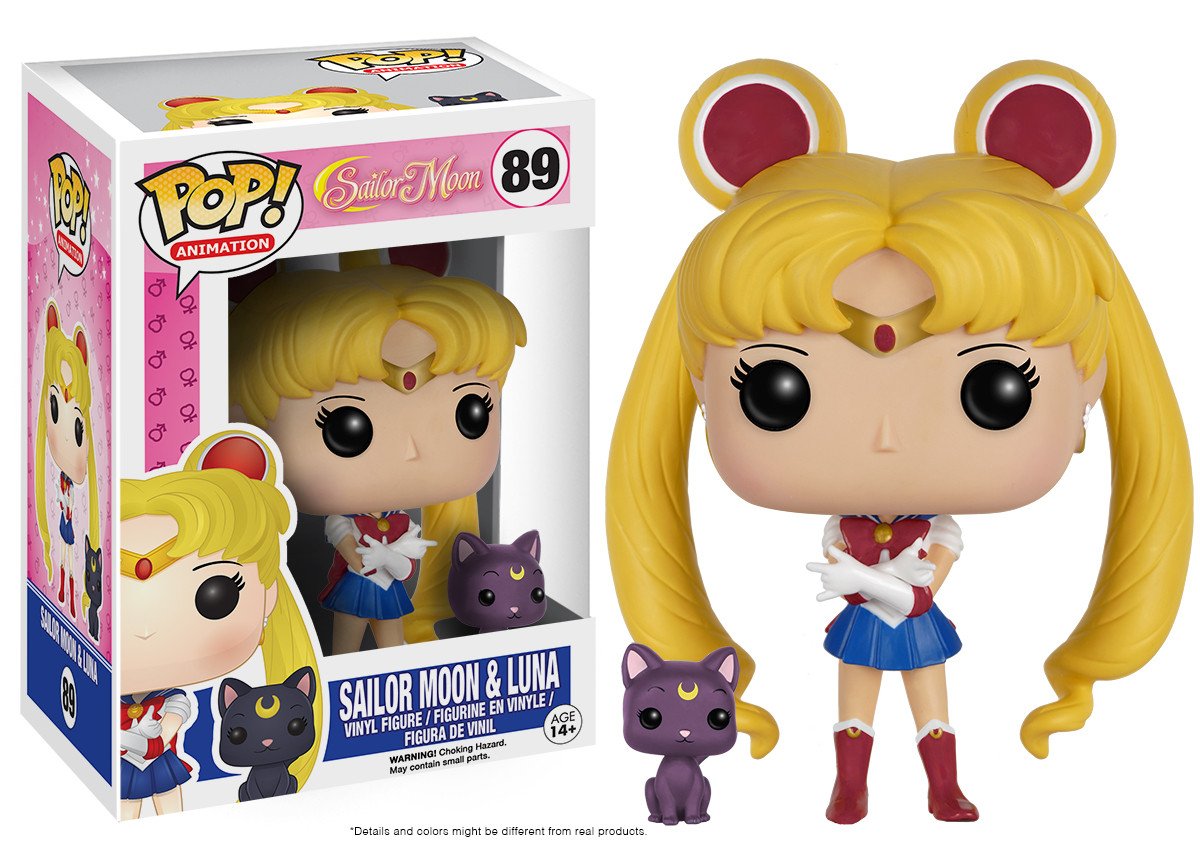 POP!
ANIMATION
POP!
ANIMATION
Sailor Moon
89
POP!
ANIMATION
SAILOR MOON & LUNA
89
SAILOR MOON & LUNA
VINYL FIGURE / FIGURINE EN VINYLE /
FIGURA DE VINIL
AGE
14+
WARNING! Choking Hazard.
May contain small parts.
*Details and colors might be different from real products.